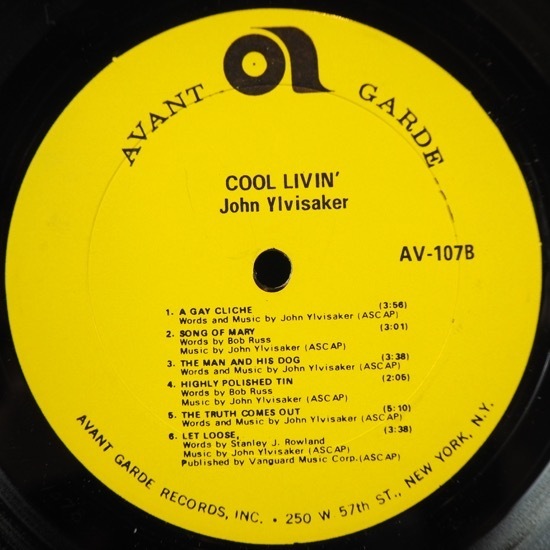 AVANT GARDE
COOL LIVIN'
John Ylvisaker
AV-107B
1. A GAY CLICHE (3:56)
Words and Music by John Ylvisaker (ASCAP)
2. SONG OF MARY (3:01)
Words by Bob Russ
Music by John Ylvisaker (ASCAP)
3. THE MAN AND HIS DOG (3:38)
Words and Music by John Ylvisaker (ASCAP)
4. HIGHLY POLISHED TIN (2:05)
Words by Bob Russ
Music by John Ylvisaker (ASCAP)
5. THE TRUTH COMES OUT (5:10)
Words and Music by John Ylvisaker (ASCAP)
6. LET LOOSE, (3:38)
Words by Stanley J. Rowland
Music by John Ylvisaker (ASCAP)
Published by Vanguard Music Corp.(ASCAP)
AVANT GARDE RECORDS, INC. • 250 W 57th ST., NEW YORK, N.Y.